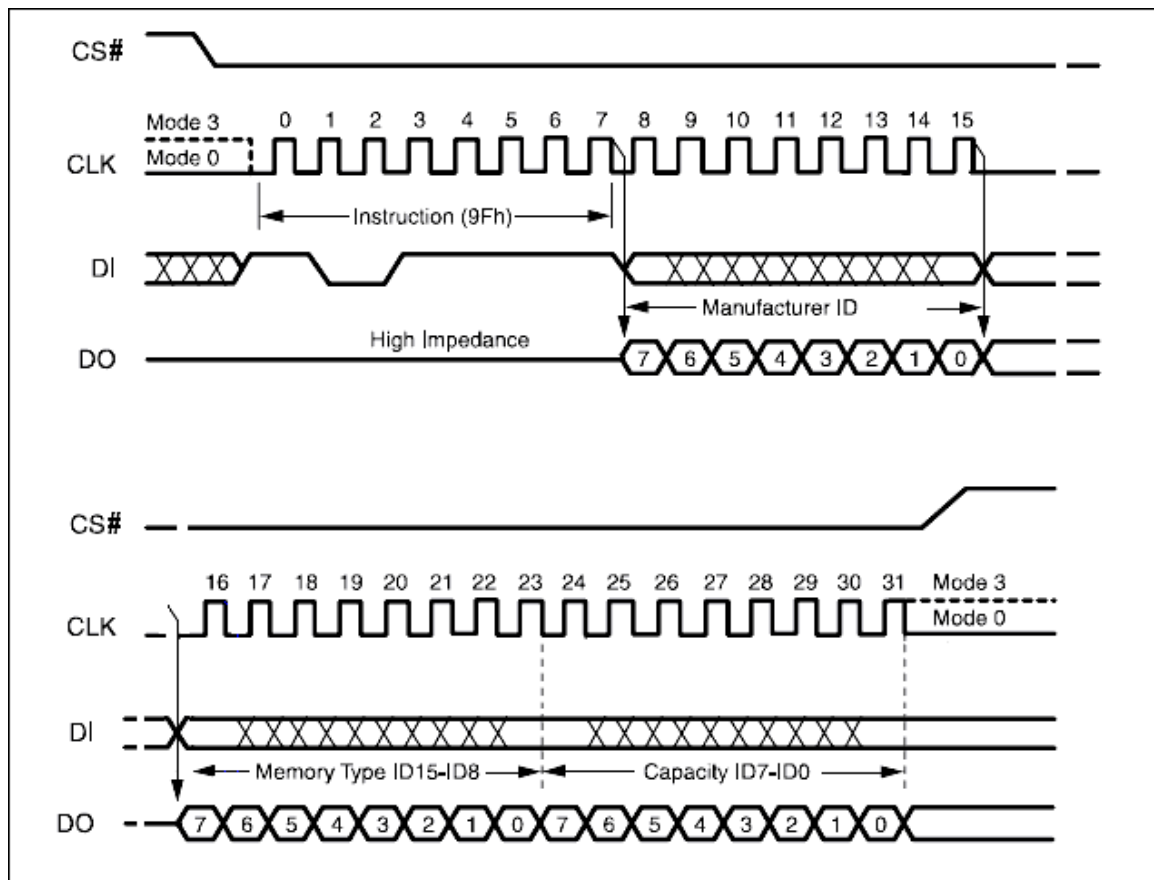 CS#
Mode 3
0 1 2 3 4 5 6 7 8 9 10 11 12 13 14 15
Mode 0
CLK
Instruction (9Fh)
DI
Manufacturer ID
High Impedance
DO
7 6 5 4 3 2 1 0
CS#
16 17 18 19 20 21 22 23 24 25 26 27 28 29 30 31
Mode 3
CLK
Mode 0
DI
Memory Type ID15-ID8
Capacity ID7-ID0
DO
7 6 5 4 3 2 1 0 7 6 5 4 3 2 1 0